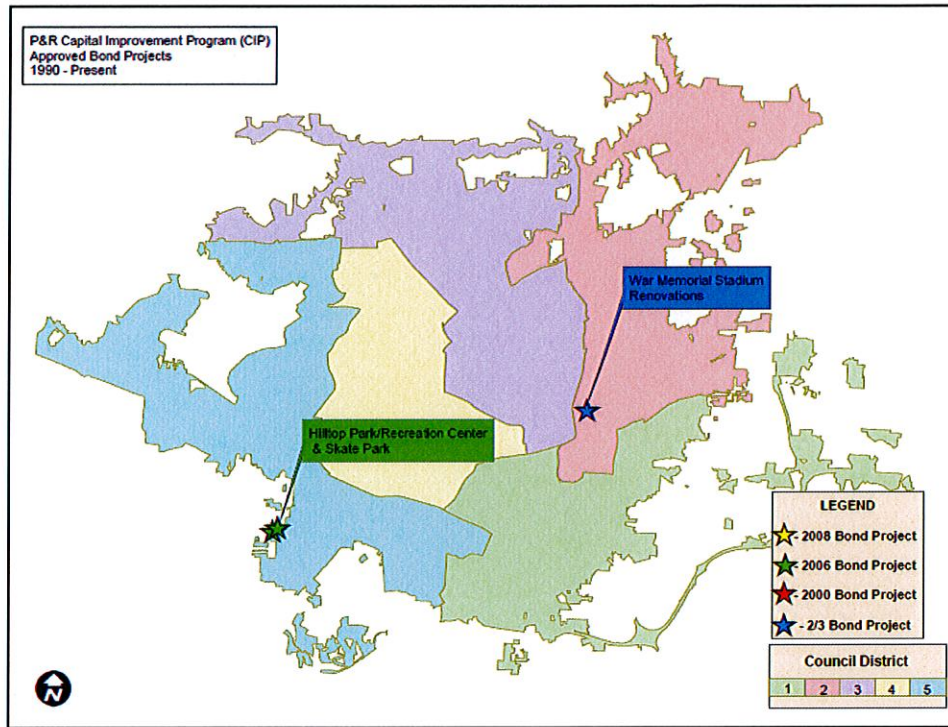 P&R Capital Improvement Program (CIP)
Approved Bond Projects
1990 - Present
War Memorial Stadium
Renovations
Hilltop Park/Recreation Center
& Skate Park
LEGEND
- 2008 Bond Project
- 2006 Bond Project
- 2000 Bond Project
- 2/3 Bond Project
Council District
1 2 3 4 5
N